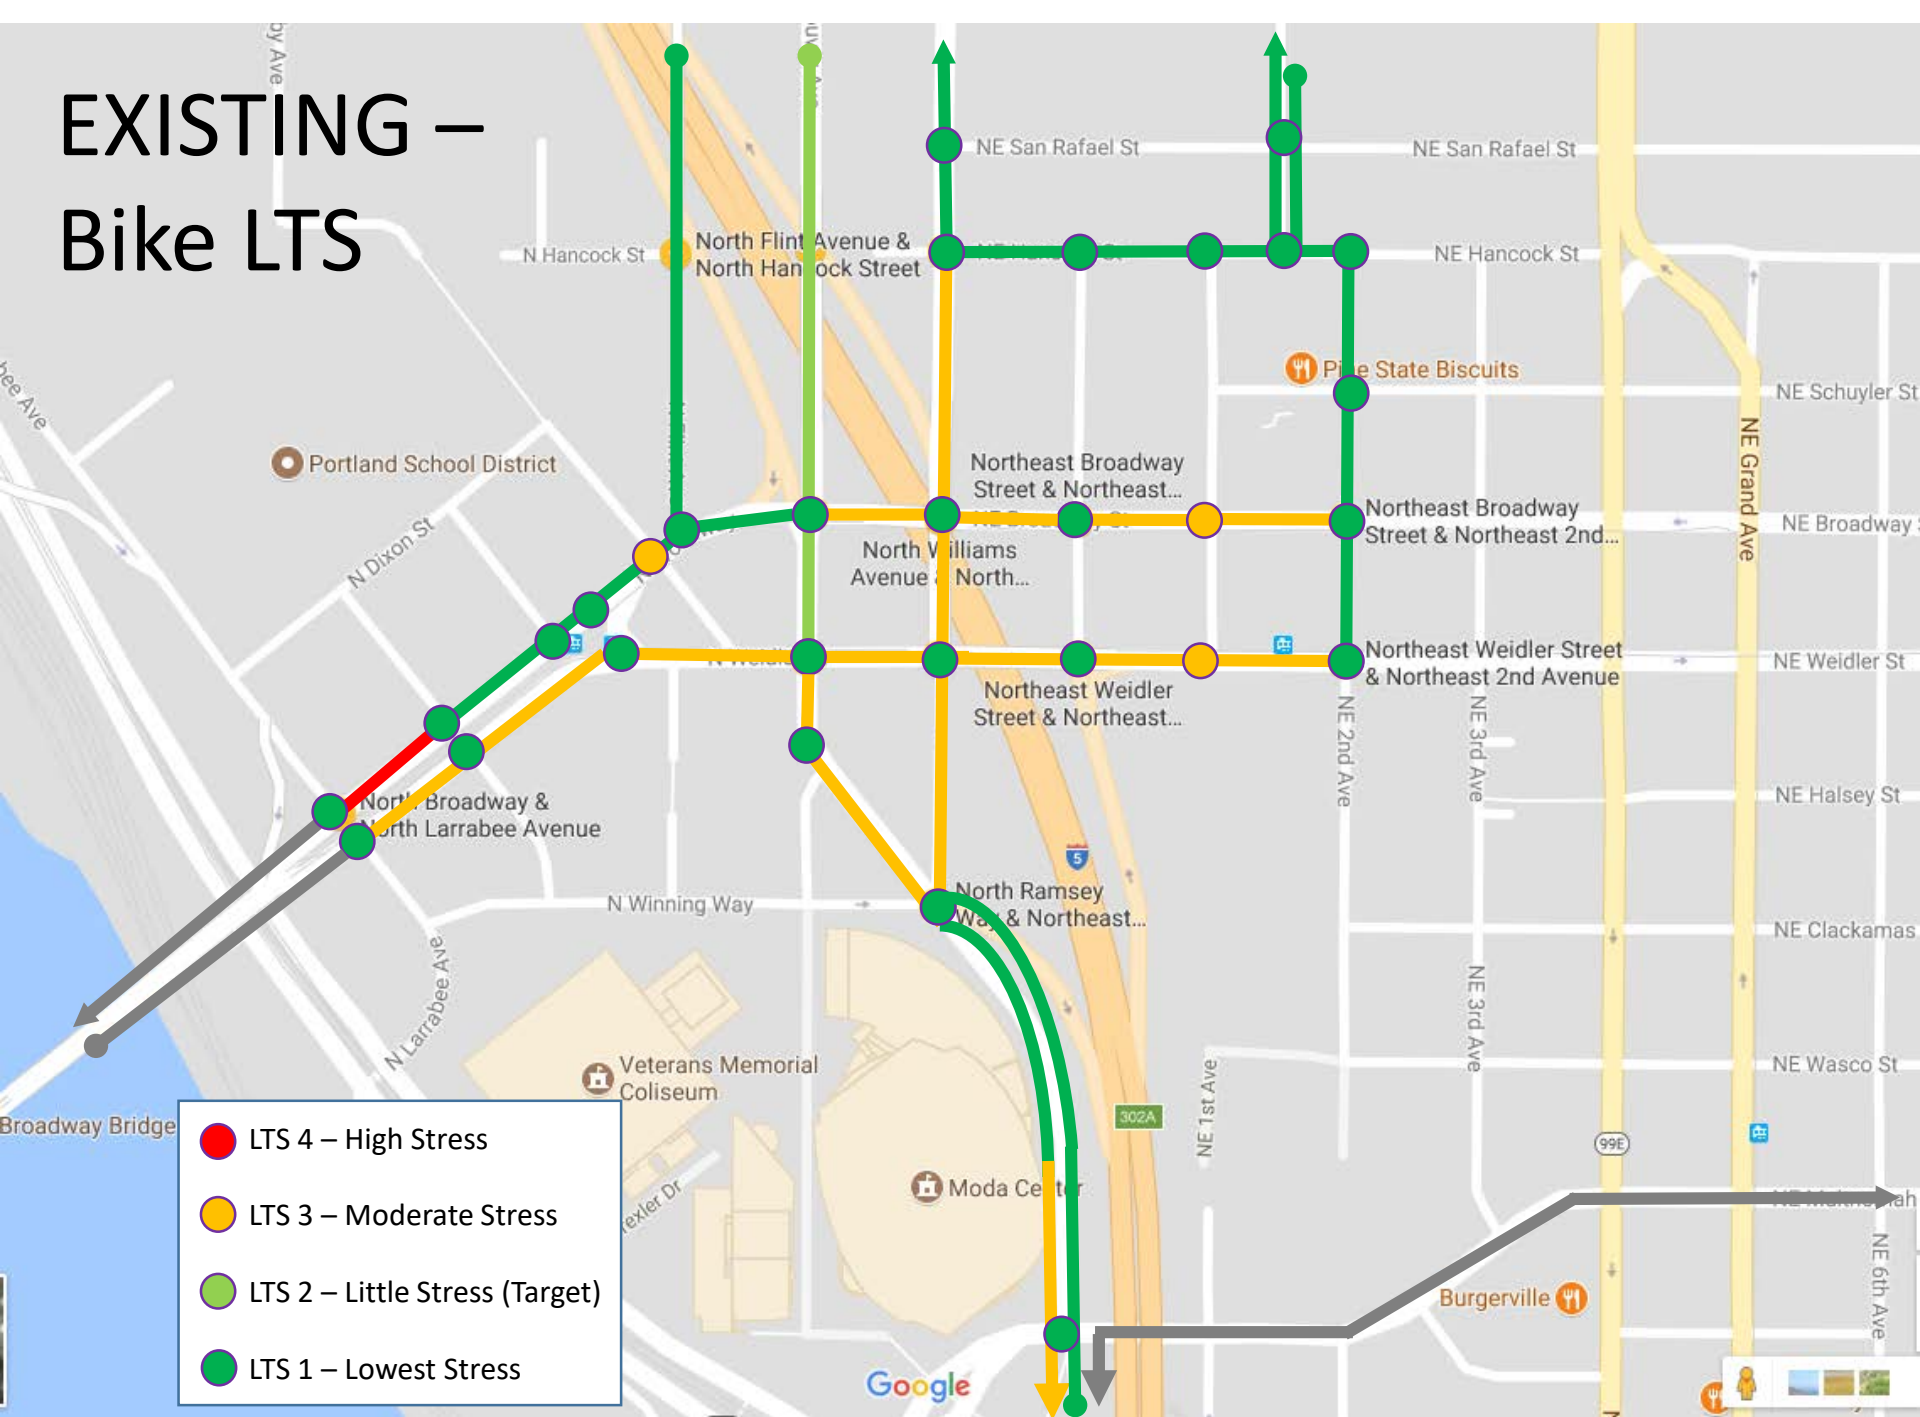 EXISTING –
Bike LTS
NE San Rafael St
NE San Rafael St
N Hancock St
North Flint Avenue &
North Hancock Street
NE Hancock St
Pine State Biscuits
NE Schuyler St
NE Grand Ave
Portland School District
Northeast Broadway
Street & Northeast...
Northeast Broadway
Street & Northeast 2nd...
NE Broadway
N Dixon St
North Williams
Avenue & North...
Northeast Weidler Street
& Northeast 2nd Avenue
NE Weidler St
Northeast Weidler
Street & Northeast...
NE 2nd Ave
NE 3rd Ave
NE Halsey St
North Broadway &
North Larrabee Avenue
5
N Winning Way
North Ramsey
Way & Northeast...
NE Clackamas
N Larrabee Ave
NE 3rd Ave
Veterans Memorial
Coliseum
NE 1st Ave
NE Wasco St
302A
99E
Broadway Bridge
Moda Center
NE 6th Ave
Burgerville
Google
LTS 4 – High Stress
LTS 3 – Moderate Stress
LTS 2 – Little Stress (Target)
LTS 1 – Lowest Stress